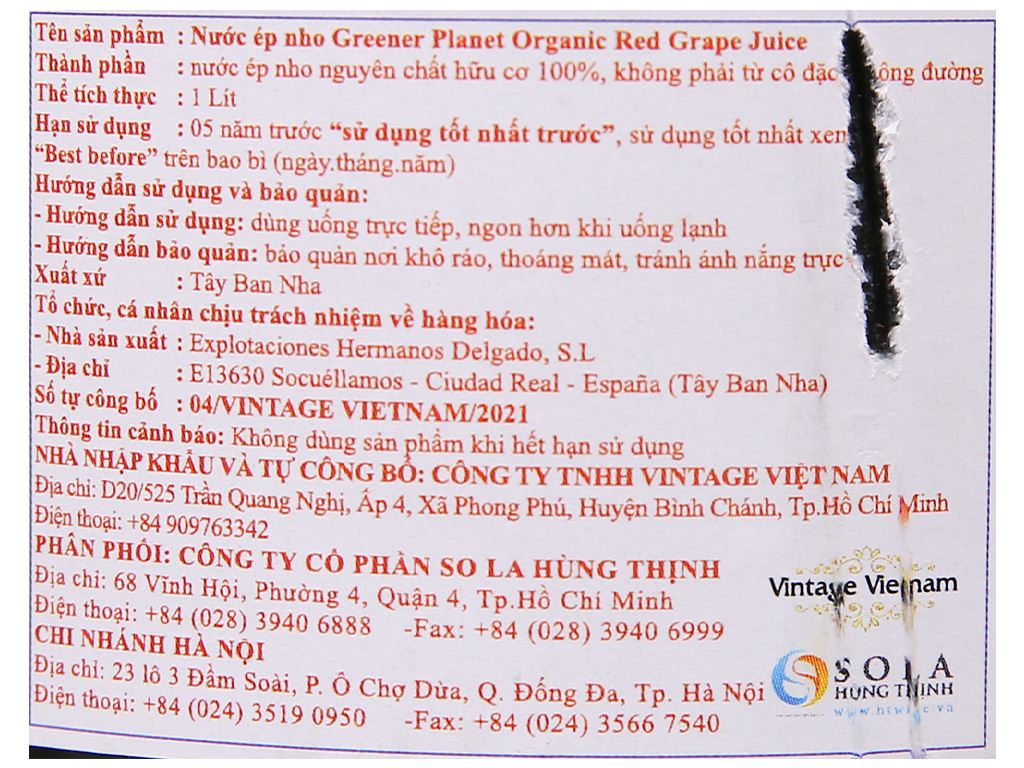 Tên sản phẩm : Nước ép nho Greener Planet Organic Red Grape Juice
Thành phần : nước ép nho nguyên chất hữu cơ 100%, không phải từ cô đặc đường
Thể tích thực : 1 Lít
Hạn sử dụng : 05 năm trước “sử dụng tốt nhất trước”, sử dụng tốt nhất
“Best before” trên bao bì (ngày.tháng.năm)
Hướng dẫn sử dụng và bảo quản:
- Hướng dẫn sử dụng: dùng uống trực tiếp, ngon hơn khi uống lạnh
- Hướng dẫn bảo quản: bảo quản nơi khô ráo, thoáng mát, tránh ánh nắng trực
Xuất xứ : Tây Ban Nha
Tổ chức, cá nhân chịu trách nhiệm về hàng hóa:
- Nhà sản xuất : Explotaciones Hermanos Delgado, S.L
- Địa chỉ : E13630 Socuéllamos - Ciudad Real - España (Tây Ban Nha)
Số tự công bố : 04/VINTAGE VIETNAM/2021
Thông tin cảnh báo: Không dùng sản phẩm khi hết hạn sử dụng
NHÀ NHẬP KHẨU VÀ TỰ CÔNG BỐ: CÔNG TY TNHH VINTAGE VIỆT NAM
Địa chỉ: D20/525 Trần Quang Nghị, Ấp 4, Xã Phong Phú, Huyện Bình Chánh, Tp.Hồ Chí Minh
Điện thoại: +84 909763342
PHÂN PHỐI: CÔNG TY CỔ PHẦN SO LA HÙNG THỊNH
Địa chỉ: 68 Vĩnh Hội, Phường 4, Quận 4, Tp.Hồ Chí Minh
Điện thoại: +84 (028) 3940 6888 -Fax: +84 (028) 3940 6999
CHI NHÁNH HÀ NỘI
Địa chỉ: 23 lô 3 Đầm Soài, P. Ô Chợ Dừa, Q. Đống Đa, Tp. Hà Nội
Điện thoại: +84 (024) 3519 0950 -Fax: +84 (024) 3566 7540
Vintage Vietnam
SOLA
HÙNG THỊNH